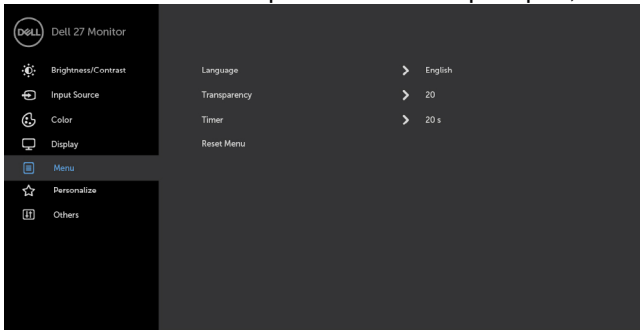 DELL Dell 27 Monitor
Brightness/Contrast
Input Source
Color
Display
Menu
Personalize
Others
Language English
Transparency 20
Timer 20 s
Reset Menu